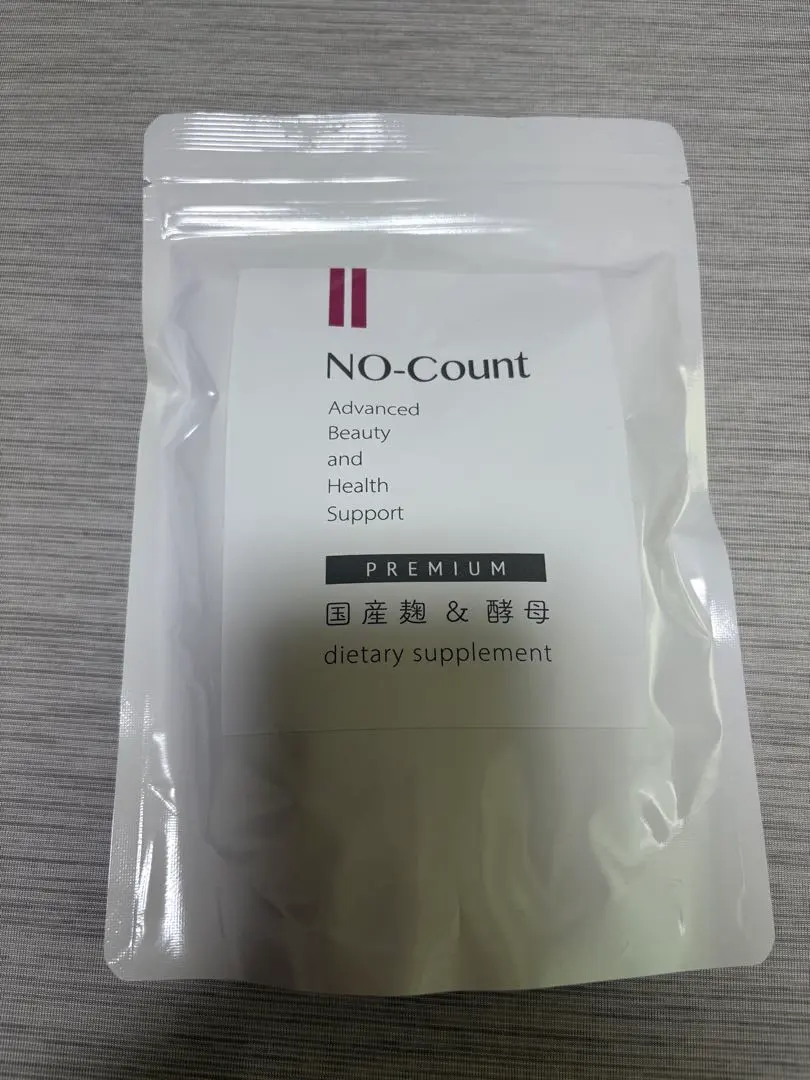 NO-Count
Advanced
Beauty
and
Health
Support
PREMIUM
国産麹 & 酵母
dietary supplement